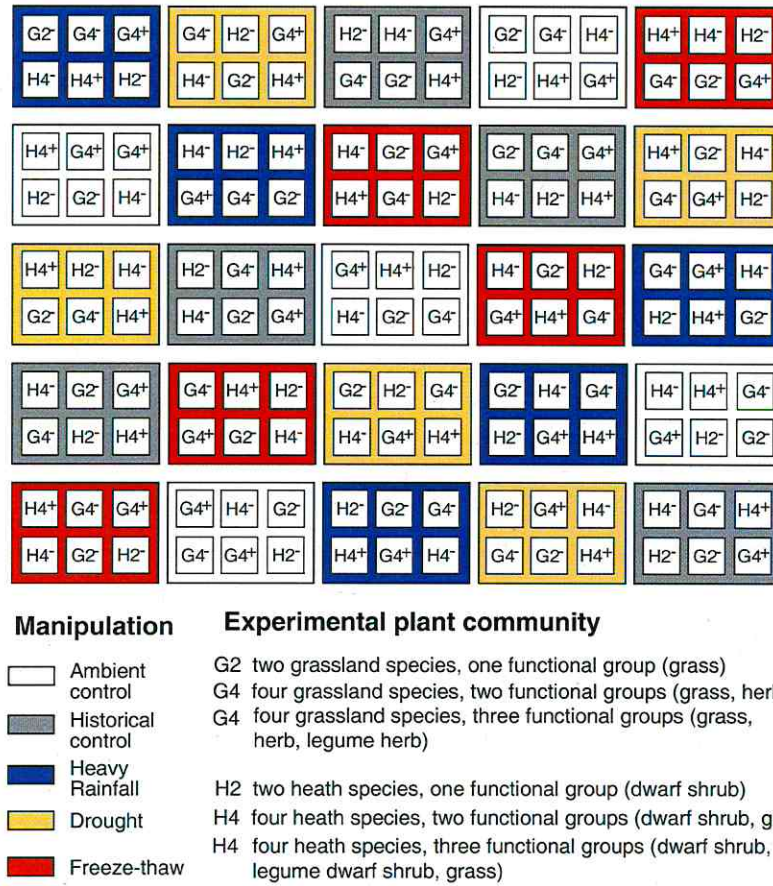 G2- G4- G4+ G4- H2- G4- H2- H4- G4+ G2- G4- H4- H4+ H4- H2-
H4- H4+ H2- H4- G2- H4+ G4- G2- H4+ H2- H4+ G4+ G4- G2- G4+
H4+ G4+ G4+ H4- H2- H4+ H4- G2- G4+ G2- G4- G4+ H4+ G2- H4-
H2- G2- H4- G4+ G4- G2- H4+ G4- H2- H4- H2- H4+ G4- G4+ H2-
H4+ H2- H4- H2- G4- H4+ G4+ H4+ H2- H4- G2- H2- G4- G4+ H4-
G2- G4- H4+ H4- G2- G4+ H4- G2- G4- G4+ H4+ G4- H2- H4+ G2-
H4- G2- G4+ G4- H4+ H2- G2- H2- G4- G2- H4- G4- H4- H4+ G4-
G4- H2- H4+ G4+ G2- H4- H4- G4+ H4+ H2- G4+ H4+ G4+ H2- G2-
H4+ G4- G4+ G4+ H4- G2- H2- G2- G4- H2- G4+ H4- H4- G4- H4+
H4- G2- H2- G4- G4+ H2- H4+ G4+ H4- G4- G2- H4+ H2- G2- G4+
Manipulation
Ambient
control
Historical
control
Heavy
Rainfall
Drought
Freeze-thaw
Experimental plant community
G2 two grassland species, one functional group (grass)
G4 four grassland species, two functional groups (grass, her
G4 four grassland species, three functional groups (grass,
herb, legume herb)
H2 two heath species, one functional group (dwarf shrub)
H4 four heath species, two functional groups (dwarf shrub, g
H4 four heath species, three functional groups (dwarf shrub,
legume dwarf shrub, grass)